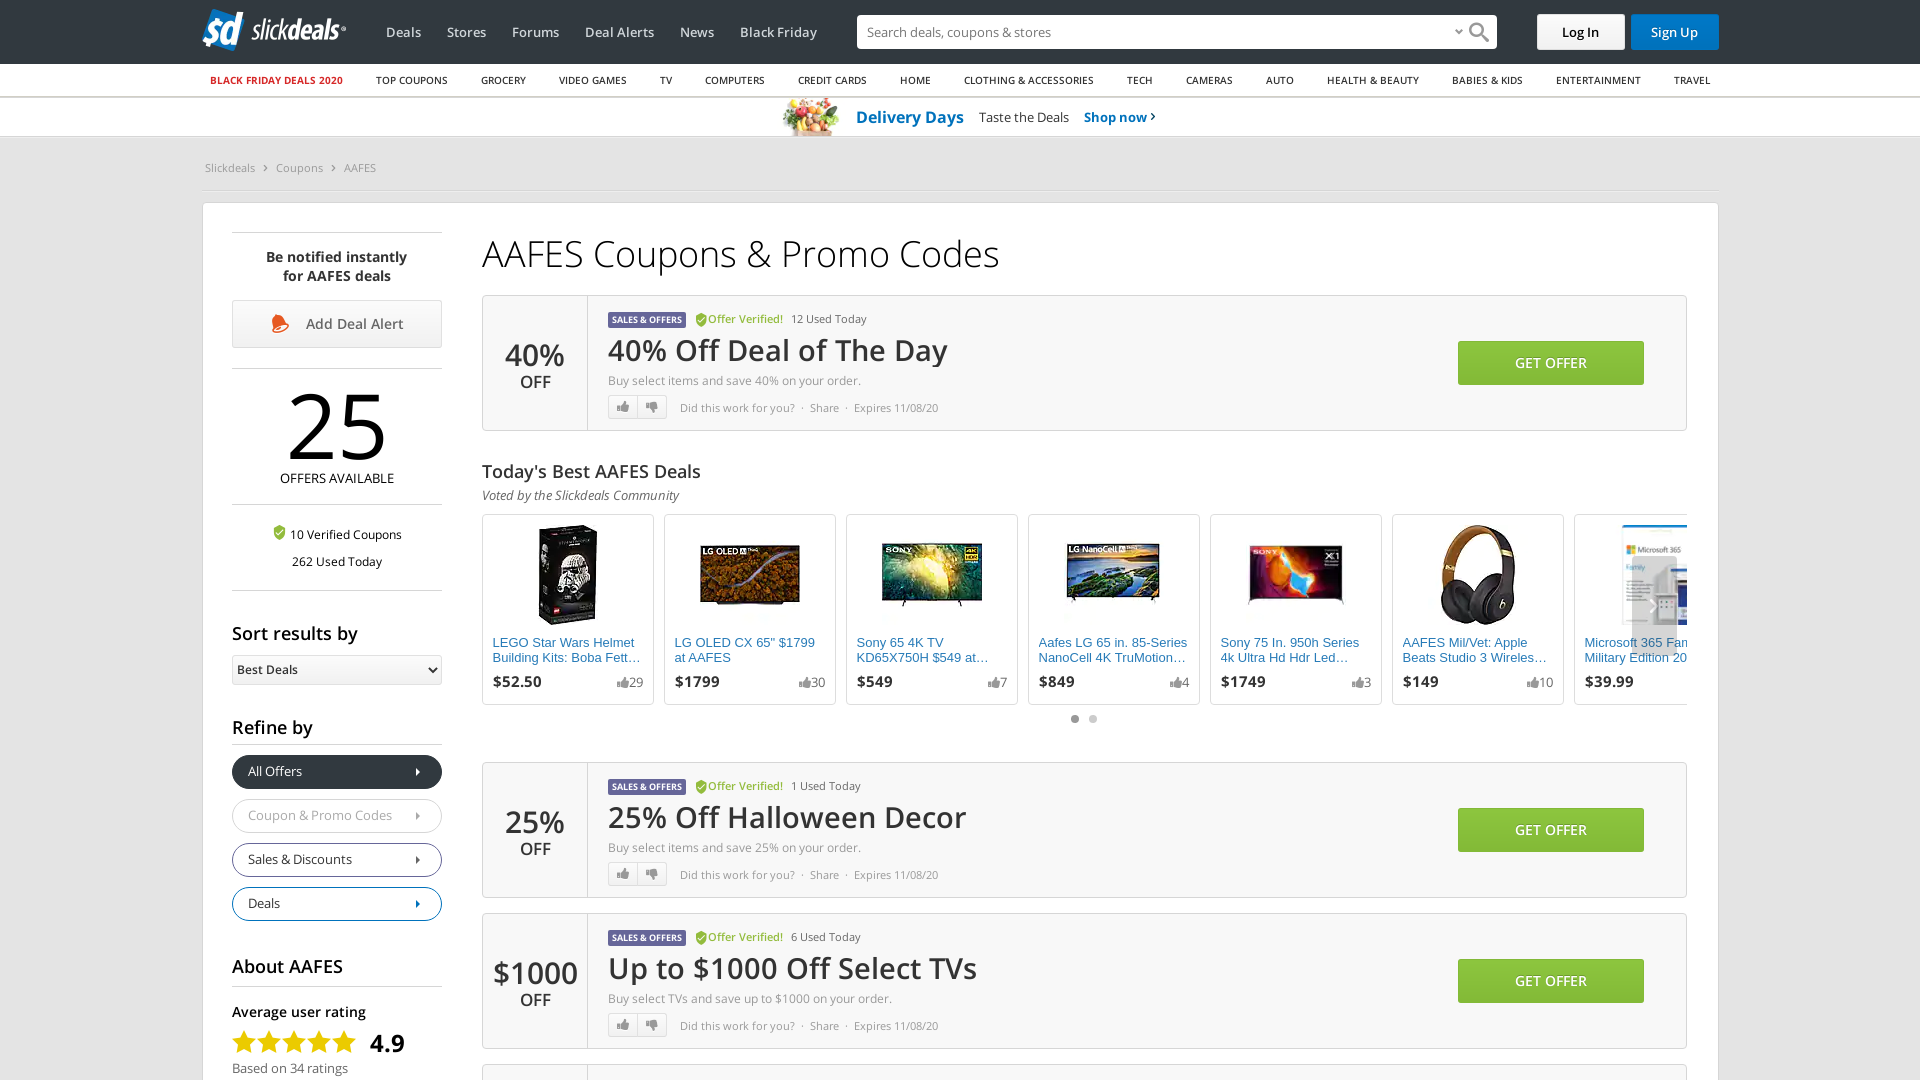 slickdeals
Deals
Stores
Forums
Deal Alerts
News
Black Friday
Search deals, coupons & stores
Log In
Sign Up
BLACK FRIDAY DEALS 2020
TOP COUPONS
GROCERY
VIDEO GAMES
TV
COMPUTERS
CREDIT CARDS
HOME
CLOTHING & ACCESSORIES
TECH
CAMERAS
AUTO
HEALTH & BEAUTY
BABIES & KIDS
ENTERTAINMENT
TRAVEL
Delivery Days Taste the Deals Shop now
Slickdeals > Coupons > AAFES
Be notified instantly
for AAFES deals
Add Deal Alert
25
OFFERS AVAILABLE
10 Verified Coupons
262 Used Today
Sort results by
Best Deals
Refine by
All Offers
Coupon & Promo Codes
Sales & Discounts
Deals
About AAFES
Average user rating
4.9
Based on 34 ratings
AAFES Coupons & Promo Codes
40%
OFF
SALES & OFFERS Offer Verified! 12 Used Today
40% Off Deal of The Day
Buy select items and save 40% on your order.
Did this work for you? · Share · Expires 11/08/20
GET OFFER
Today's Best AAFES Deals
Voted by the Slickdeals Community
LEGO Star Wars Helmet
Building Kits: Boba Fett…
$52.50
29
LG OLED
LG OLED CX 65" $1799
at AAFES
$1799
30
SONY
4K
HDR
Sony 65 4K TV
KD65X750H $549 at…
$549
7
LG NanoCell
Aafes LG 65 in. 85-Series
NanoCell 4K TruMotion…
$849
4
SONY
X1
Sony 75 In. 950h Series
4k Ultra Hd Hdr Led…
$1749
3
AAFES Mil/Vet: Apple
Beats Studio 3 Wireles…
$149
10
Microsoft 365
Family
Microsoft 365 Fam
Military Edition 20
$39.99
25%
OFF
SALES & OFFERS Offer Verified! 1 Used Today
25% Off Halloween Decor
Buy select items and save 25% on your order.
Did this work for you? · Share · Expires 11/08/20
GET OFFER
$1000
OFF
SALES & OFFERS Offer Verified! 6 Used Today
Up to $1000 Off Select TVs
Buy select TVs and save up to $1000 on your order.
Did this work for you? · Share · Expires 11/08/20
GET OFFER